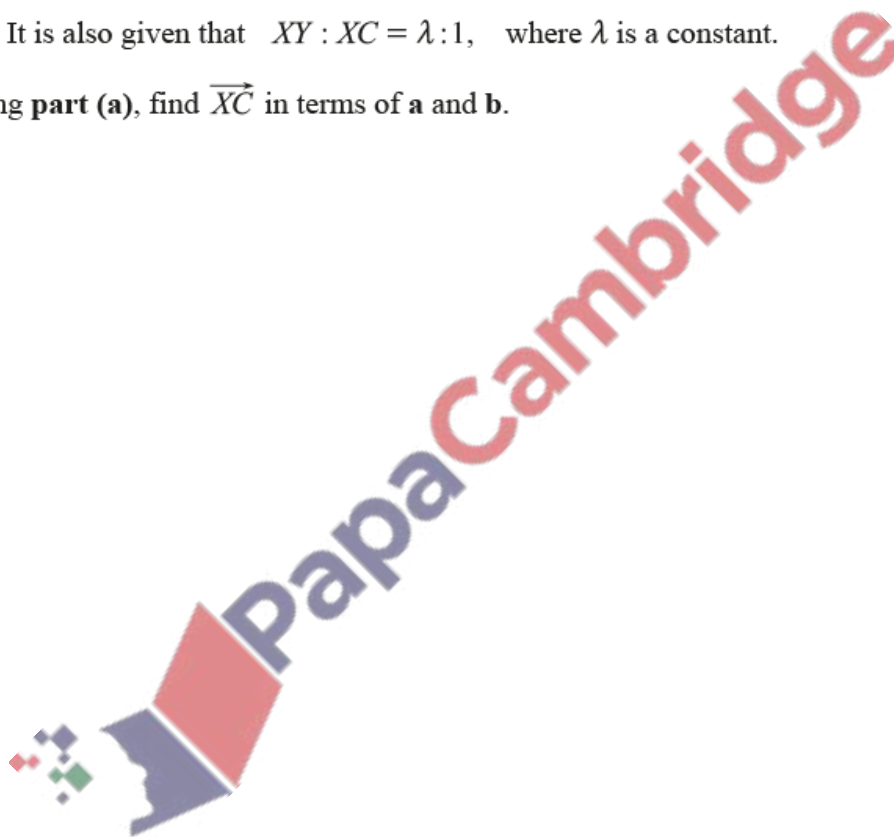 It is also given that XY : XC = λ:1, where λ is a constant.
part (a), find \overrightarrow{XC} in terms of a and b.
PapaCambridge